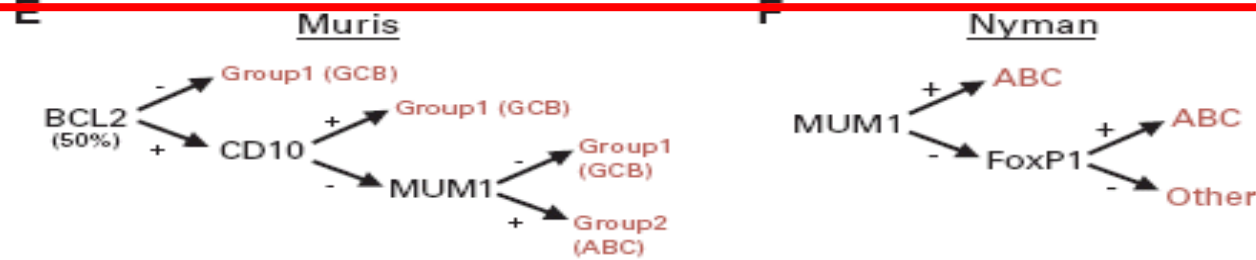 E
Muris
Group1 (GCB)
-
BCL2
(50%)
+
Group1 (GCB)
+
CD10
-
Group1
(GCB)
-
MUM1
+
Group2
(ABC)
F
Nyman
ABC
+
MUM1
-
ABC
+
FoxP1
-
Other